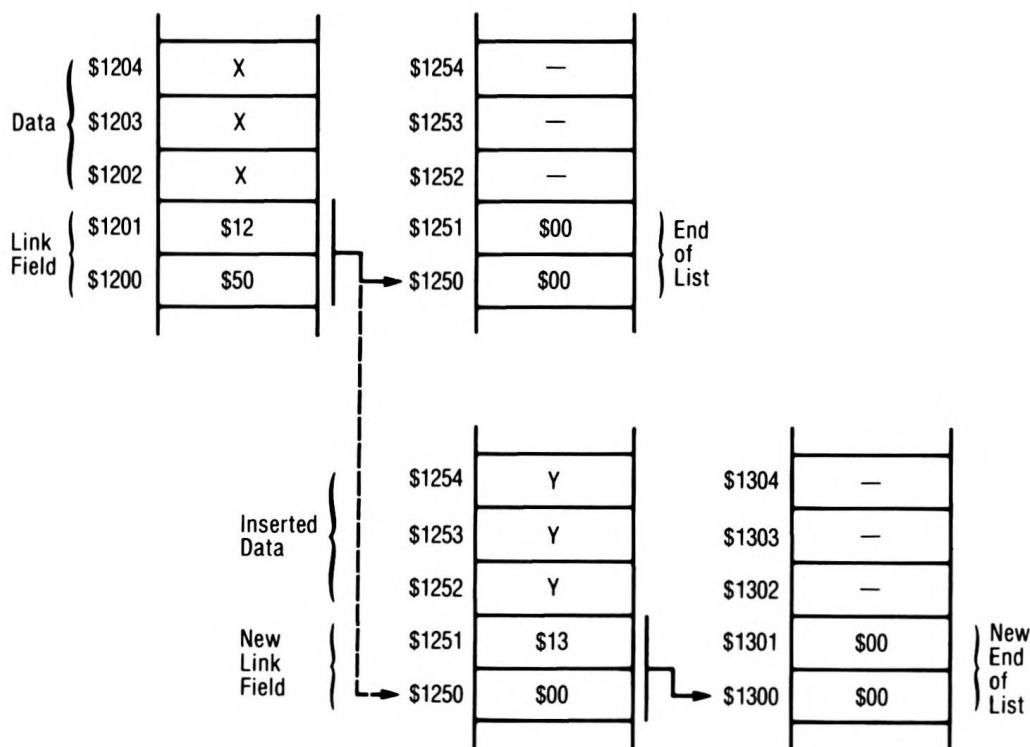 $1204 X
Data $1203 X
$1202 X
Link
Field
$1201 $12
$1200 $50
$1254 —
$1253 —
$1252 —
$1251 $00
$1250 $00
End
of
List
Inserted
Data
$1254 Y
$1253 Y
$1252 Y
New
Link
Field
$1251 $13
$1250 $00
$1304 —
$1303 —
$1302 —
$1301 $00
$1300 $00
New
End
of
List